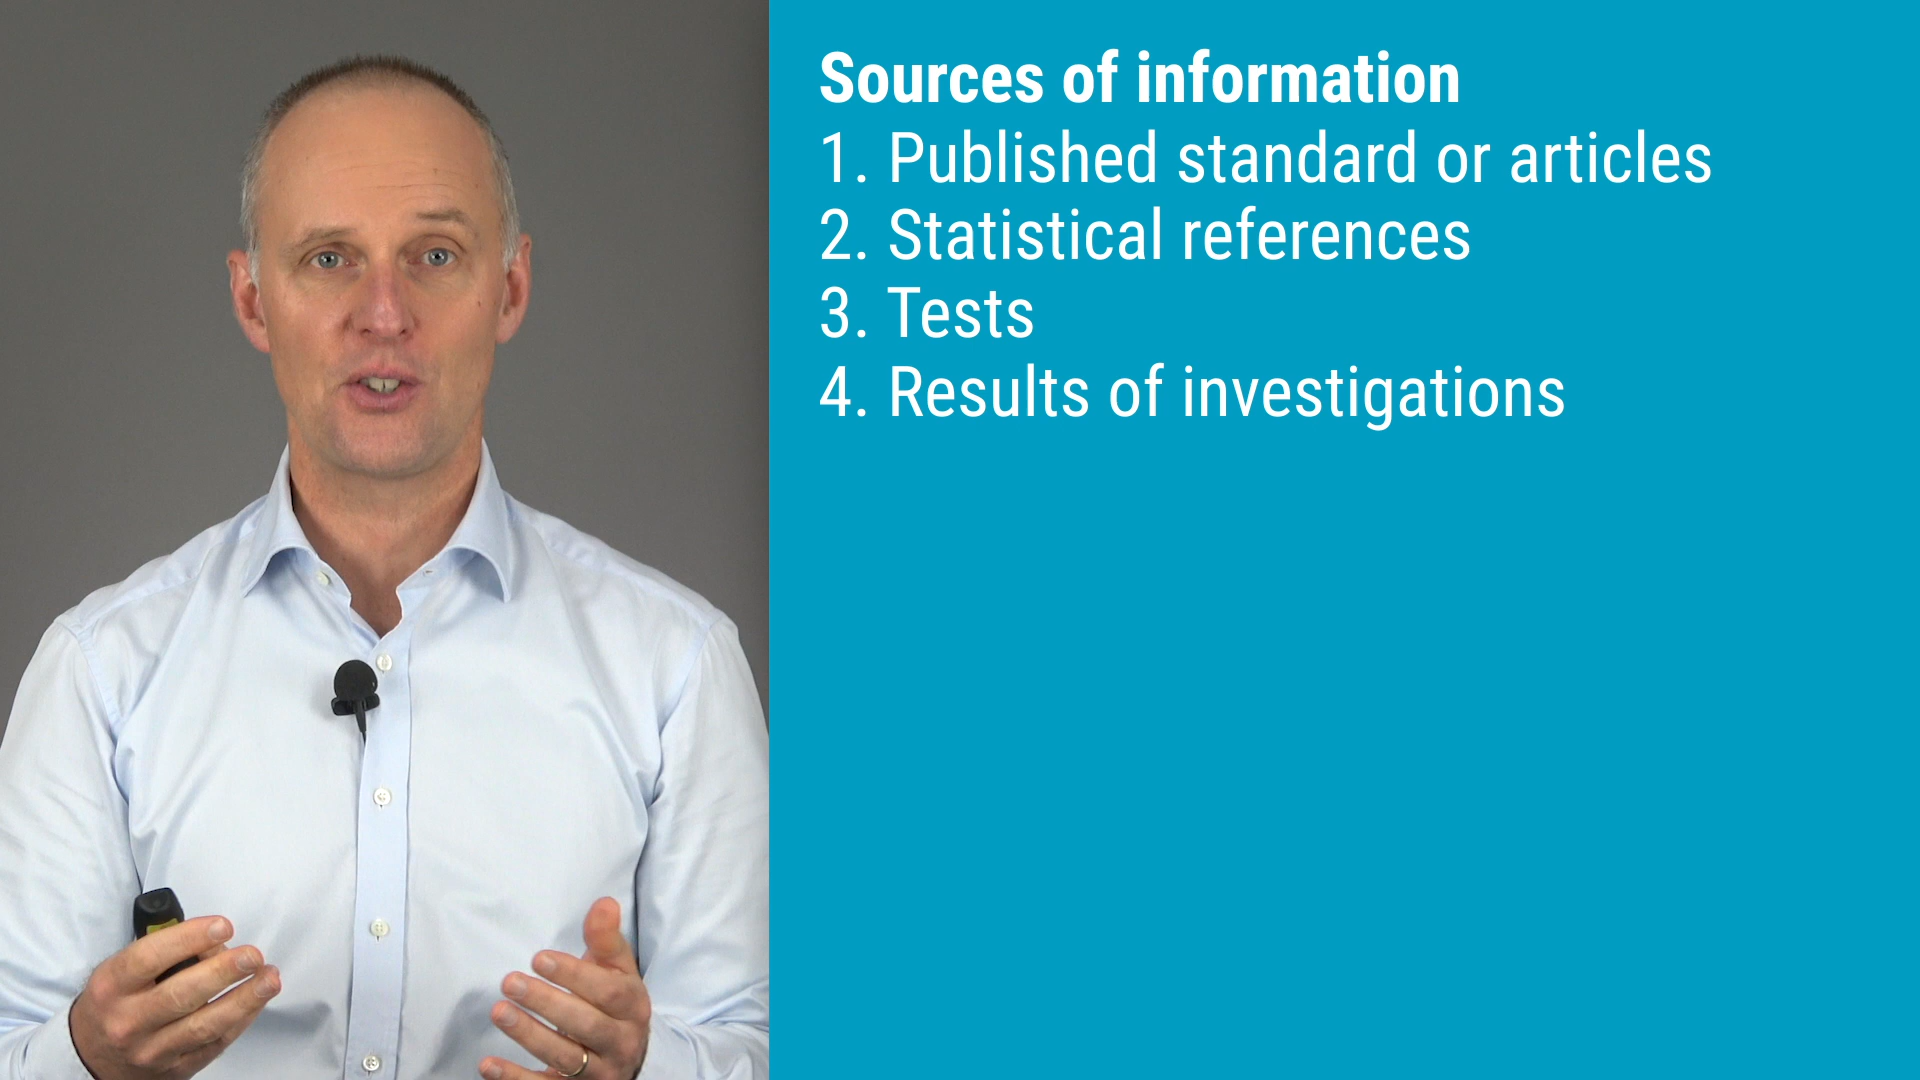 Sources of information
1. Published standard or articles
2. Statistical references
3. Tests
4. Results of investigations